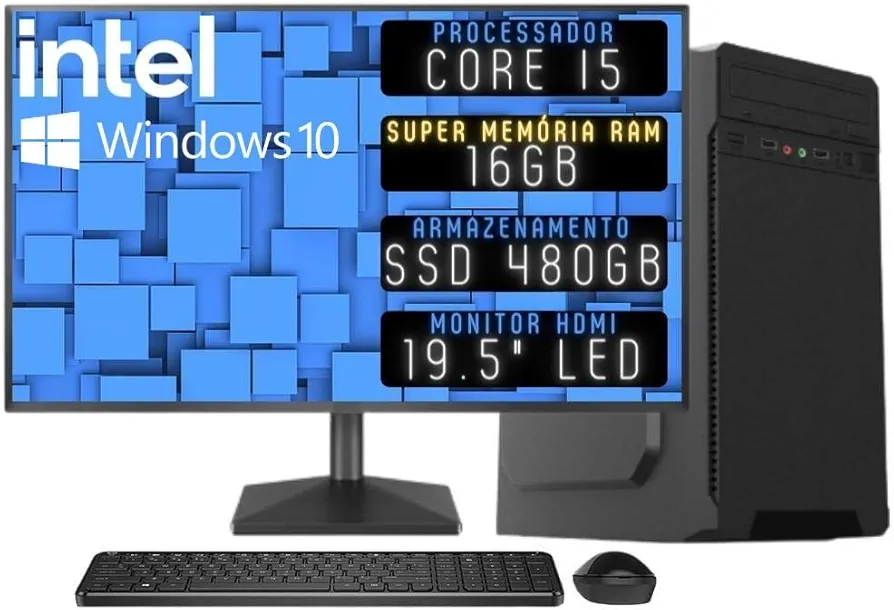 intel
Windows 10
PROCESSADOR
CORE I5
SUPER MEMÓRIA RAM
16GB
ARMAZENAMENTO
SSD 480GB
MONITOR HDMI
19.5" LED